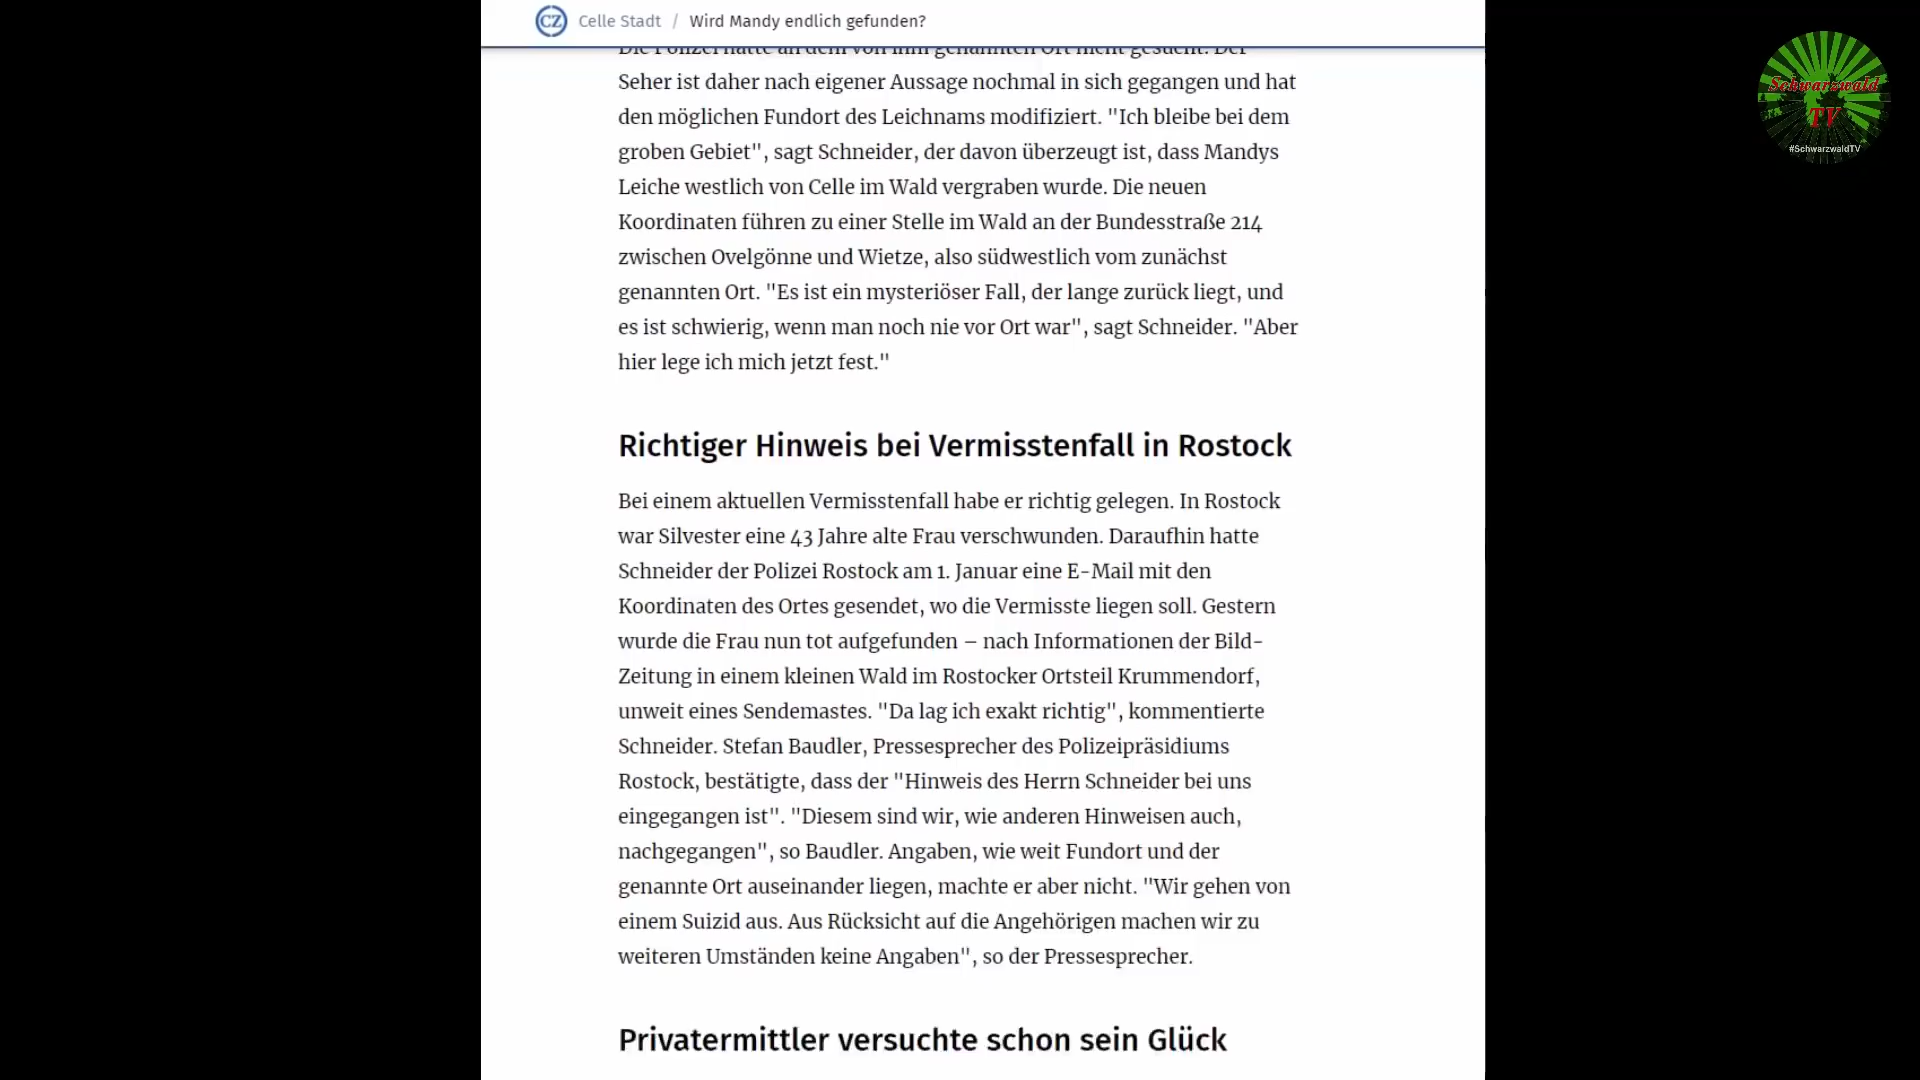 CZ Celle Stadt / Wird Mandy endlich gefunden?
Die Polizei hatte an dem von ihm genannten Ort nicht gesucht. Der
Seher ist daher nach eigener Aussage nochmal in sich gegangen und hat
den möglichen Fundort des Leichnams modifiziert. "Ich bleibe bei dem
groben Gebiet", sagt Schneider, der davon überzeugt ist, dass Mandys
Leiche westlich von Celle im Wald vergraben wurde. Die neuen
Koordinaten führen zu einer Stelle im Wald an der Bundesstraße 214
zwischen Ovelgönne und Wietze, also südwestlich vom zunächst
genannten Ort. "Es ist ein mysteriöser Fall, der lange zurück liegt, und
es ist schwierig, wenn man noch nie vor Ort war", sagt Schneider. "Aber
hier lege ich mich jetzt fest."
Richtiger Hinweis bei Vermisstenfall in Rostock
Bei einem aktuellen Vermisstenfall habe er richtig gelegen. In Rostock
war Silvester eine 43 Jahre alte Frau verschwunden. Daraufhin hatte
Schneider der Polizei Rostock am 1. Januar eine E-Mail mit den
Koordinaten des Ortes gesendet, wo die Vermisste liegen soll. Gestern
wurde die Frau nun tot aufgefunden – nach Informationen der Bild-
Zeitung in einem kleinen Wald im Rostocker Ortsteil Krummendorf,
unweit eines Sendemastes. "Da lag ich exakt richtig", kommentierte
Schneider. Stefan Baudler, Pressesprecher des Polizeipräsidiums
Rostock, bestätigte, dass der "Hinweis des Herrn Schneider bei uns
eingegangen ist". "Diesem sind wir, wie anderen Hinweisen auch,
nachgegangen", so Baudler. Angaben, wie weit Fundort und der
genannte Ort auseinander liegen, machte er aber nicht. "Wir gehen von
einem Suizid aus. Aus Rücksicht auf die Angehörigen machen wir zu
weiteren Umständen keine Angaben", so der Pressesprecher.
Privatermittler versuchte schon sein Glück
Schwarzwald
TV
#SchwarzwaldTV